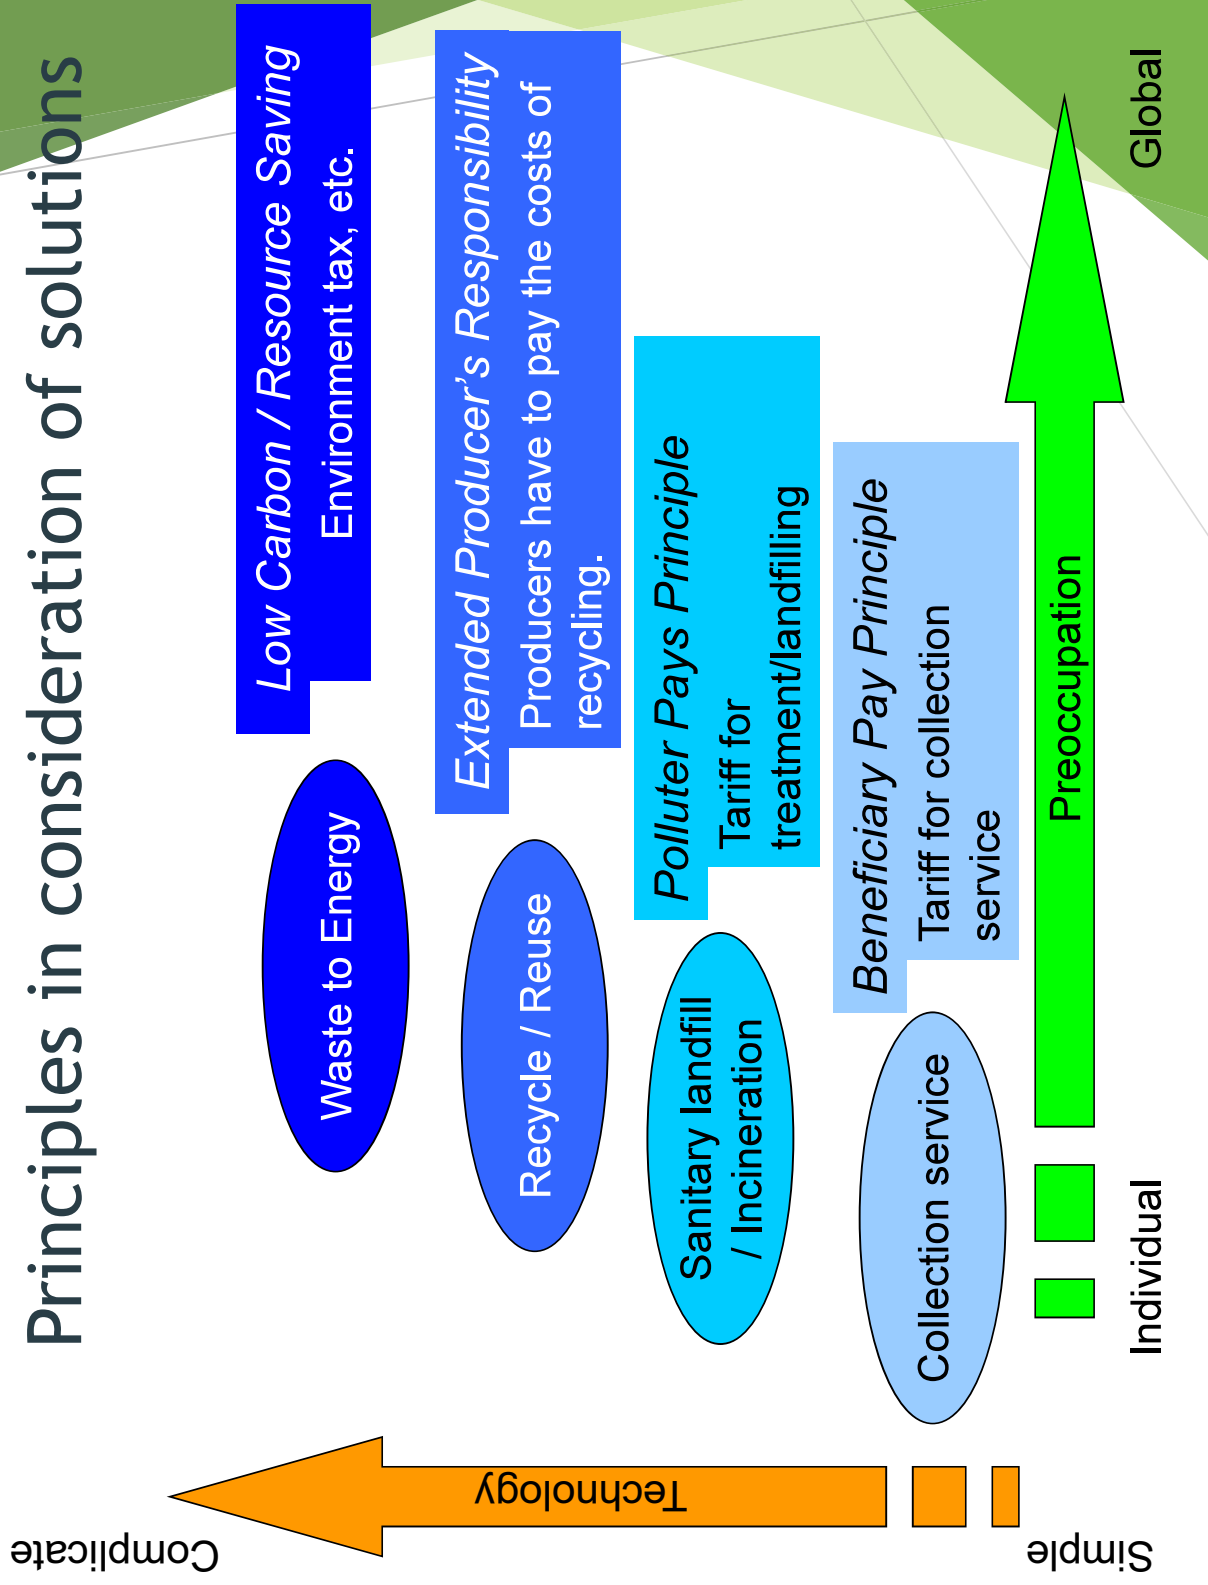 Principles in consideration of solutions
Complicate
Technology
Simple
Waste to Energy
Low Carbon / Resource Saving
Environment tax, etc.
Recycle / Reuse
Extended Producer’s Responsibility
Producers have to pay the costs of
recycling.
Sanitary landfill
/ Incineration
Polluter Pays Principle
Tariff for
treatment/landfilling
Collection service
Beneficiary Pay Principle
Tariff for collection
service
Preoccupation
Individual
Global